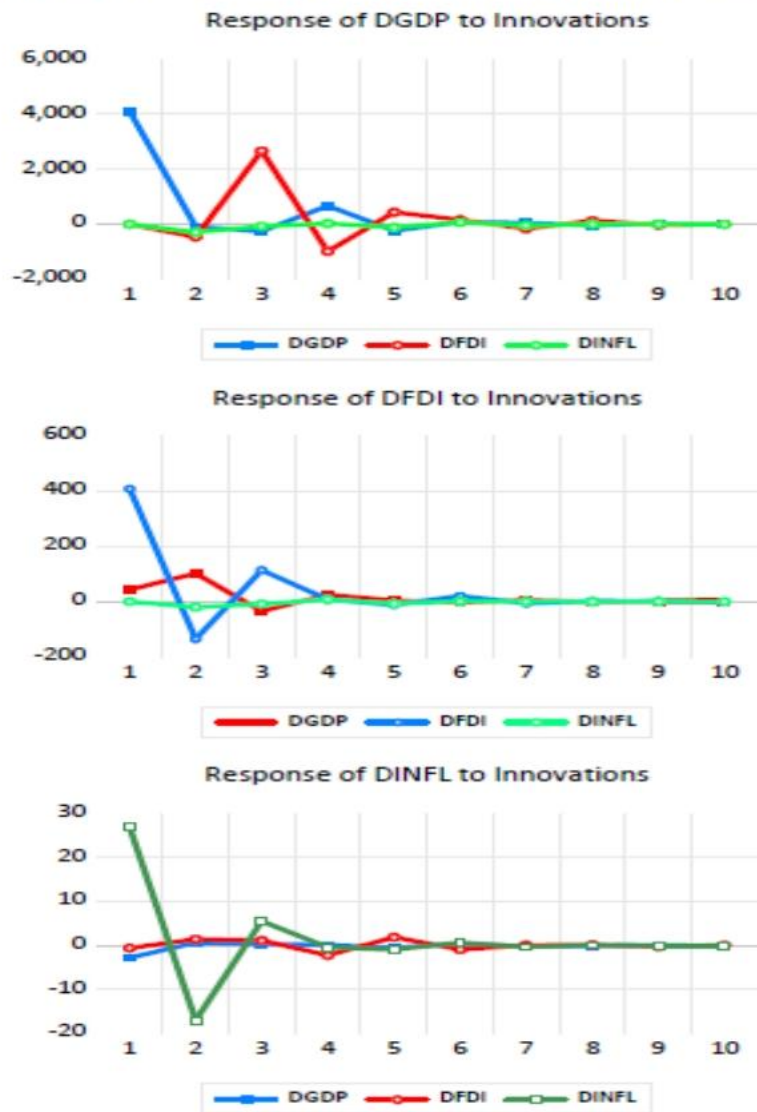 Response of DGDP to Innovations
6,000
4,000
2,000
0
-2,000
1 2 3 4 5 6 7 8 9 10
DGDP DFDI DINFL
Response of DFDI to Innovations
600
400
200
0
-200
1 2 3 4 5 6 7 8 9 10
DGDP DFDI DINFL
Response of DINFL to Innovations
30
20
10
0
-10
-20
1 2 3 4 5 6 7 8 9 10
DGDP DFDI DINFL